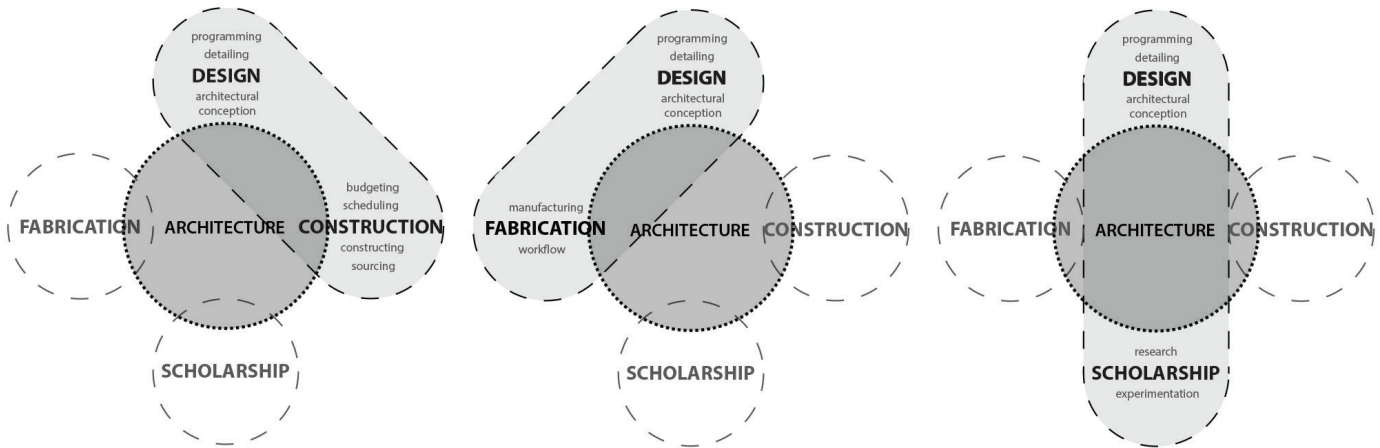 programming
detailing
DESIGN
architectural
conception
FABRICATION
ARCHITECTURE
budgeting
scheduling
CONSTRUCTION
constructing
sourcing
SCHOLARSHIP
programming
detailing
DESIGN
architectural
conception
manufacturing
FABRICATION
workflow
ARCHITECTURE
CONSTRUCTION
SCHOLARSHIP
programming
detailing
DESIGN
architectural
conception
FABRICATION
ARCHITECTURE
CONSTRUCTION
research
SCHOLARSHIP
experimentation